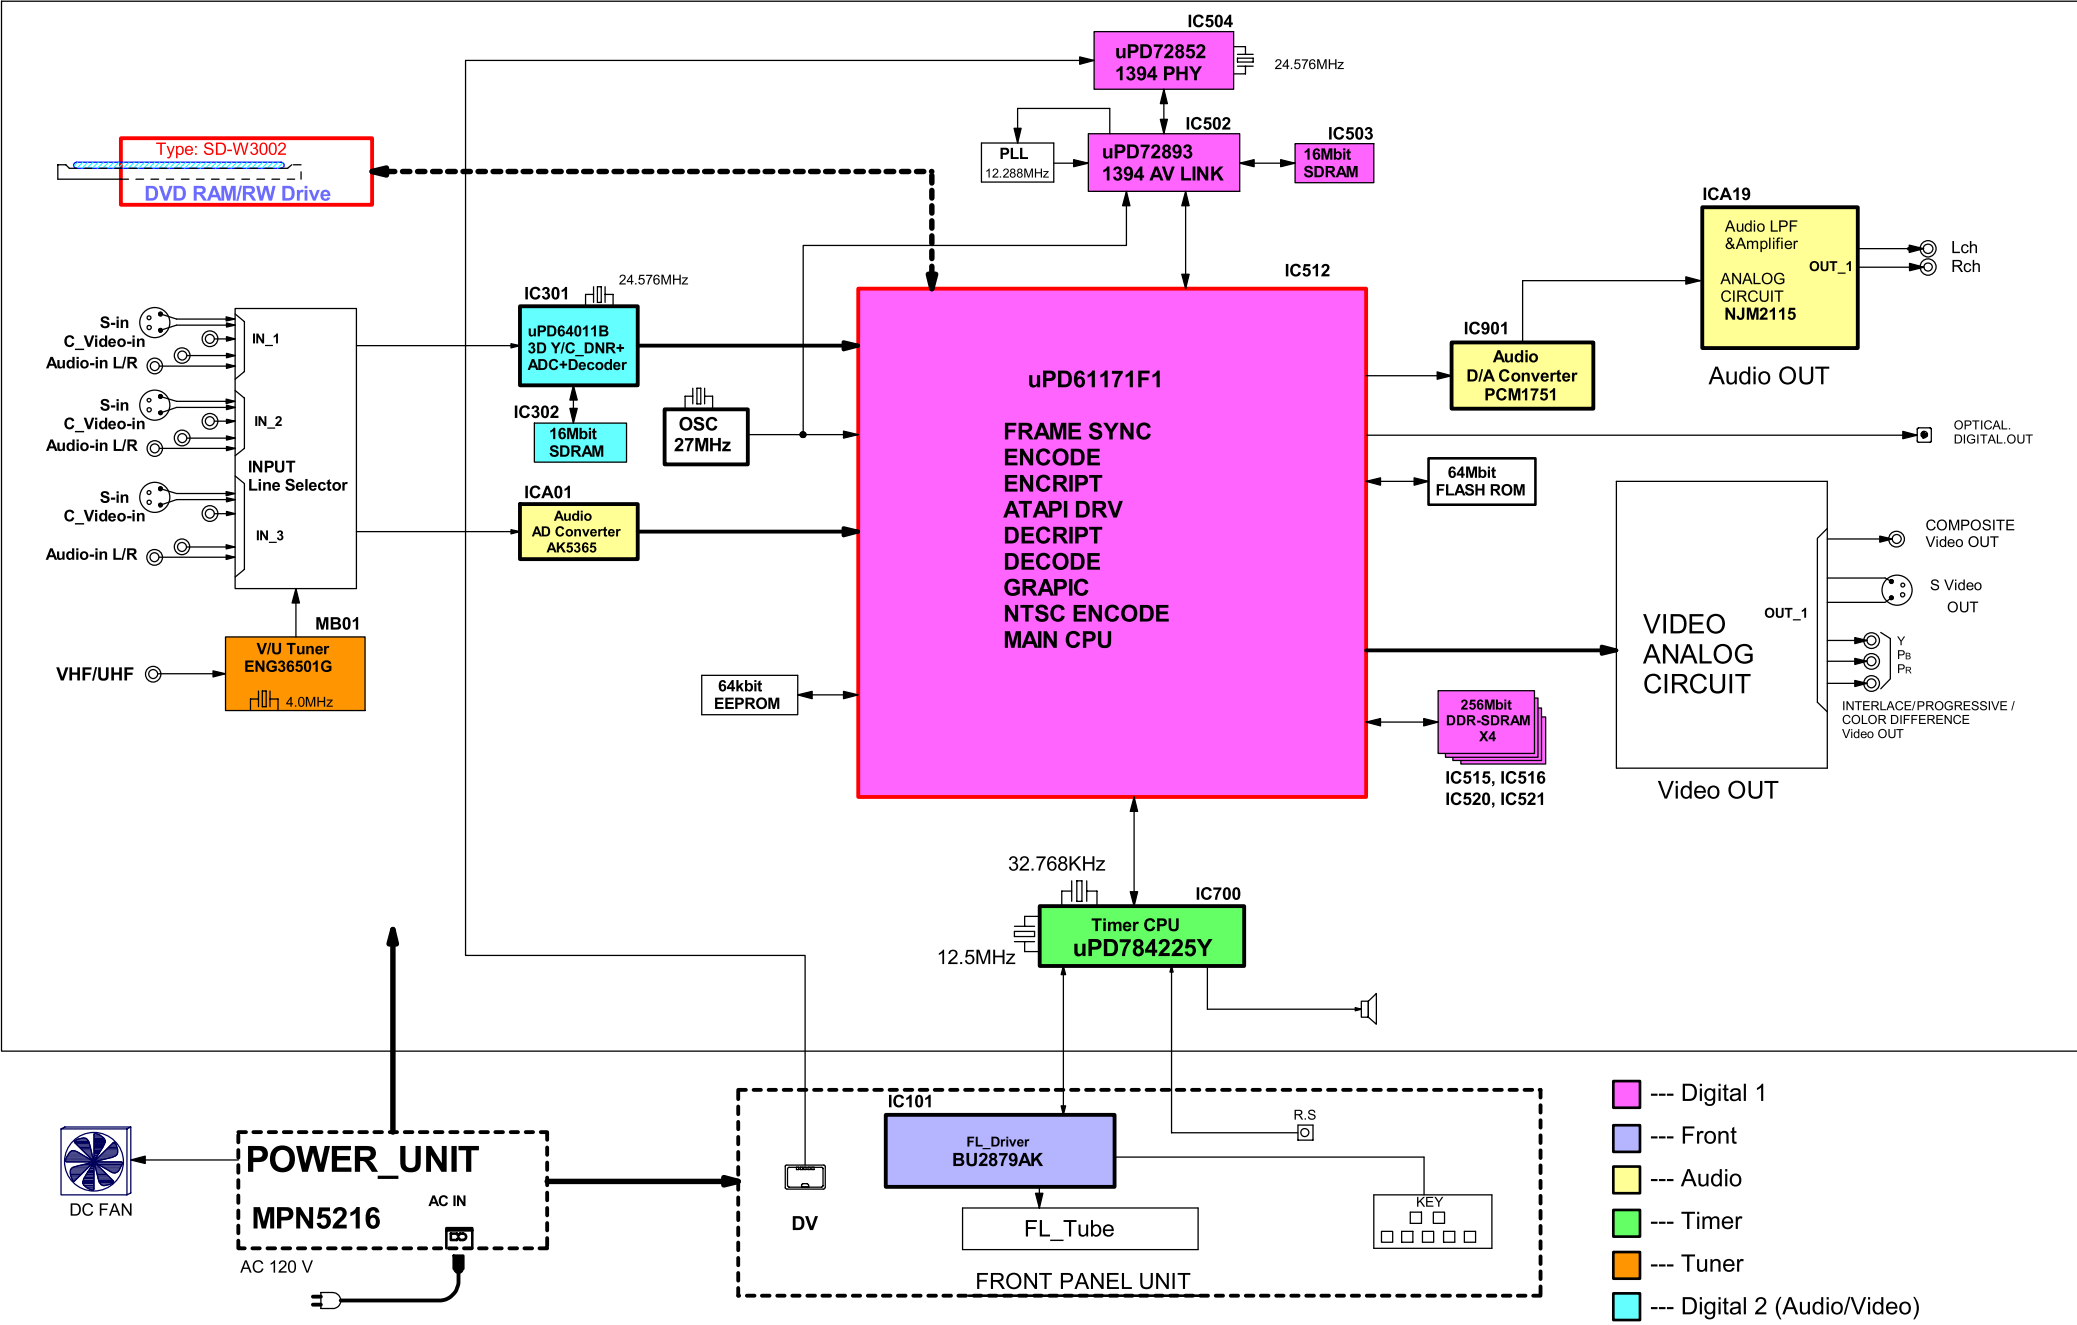 IC504
uPD72852
1394 PHY
24.576MHz
IC502
uPD72893
1394 AV LINK
PLL
12.288MHz
IC503
16Mbit
SDRAM
Type: SD-W3002
DVD RAM/RW Drive
ICA19
Audio LPF
&Amplifier
OUT_1
ANALOG
CIRCUIT
NJM2115
Lch
Rch
Audio OUT
IC512
24.576MHz
IC301
uPD64011B
3D Y/C_DNR+
ADC+Decoder
IC302
16Mbit
SDRAM
S-in
C_Video-in
Audio-in L/R
IN_1
S-in
C_Video-in
Audio-in L/R
IN_2
INPUT
Line Selector
S-in
C_Video-in
Audio-in L/R
IN_3
OSC
27MHz
ICA01
Audio
AD Converter
AK5365
uPD61171F1
FRAME SYNC
ENCODE
ENCRIPT
ATAPI DRV
DECRIPT
DECODE
GRAPIC
NTSC ENCODE
MAIN CPU
IC901
Audio
D/A Converter
PCM1751
OPTICAL.
DIGITAL.OUT
64Mbit
FLASH ROM
COMPOSITE
Video OUT
S Video
OUT
OUT_1
VIDEO
ANALOG
CIRCUIT
Y
PB
PR
INTERLACE/PROGRESSIVE /
COLOR DIFFERENCE
Video OUT
Video OUT
MB01
V/U Tuner
ENG36501G
4.0MHz
VHF/UHF
64kbit
EEPROM
256Mbit
DDR-SDRAM
X4
IC515, IC516
IC520, IC521
32.768KHz
IC700
Timer CPU
uPD784225Y
12.5MHz
POWER_UNIT
MPN5216
AC IN
AC 120 V
DC FAN
DV
IC101
FL_Driver
BU2879AK
FL_Tube
R.S
KEY
FRONT PANEL UNIT
--- Digital 1
--- Front
--- Audio
--- Timer
--- Tuner
--- Digital 2 (Audio/Video)